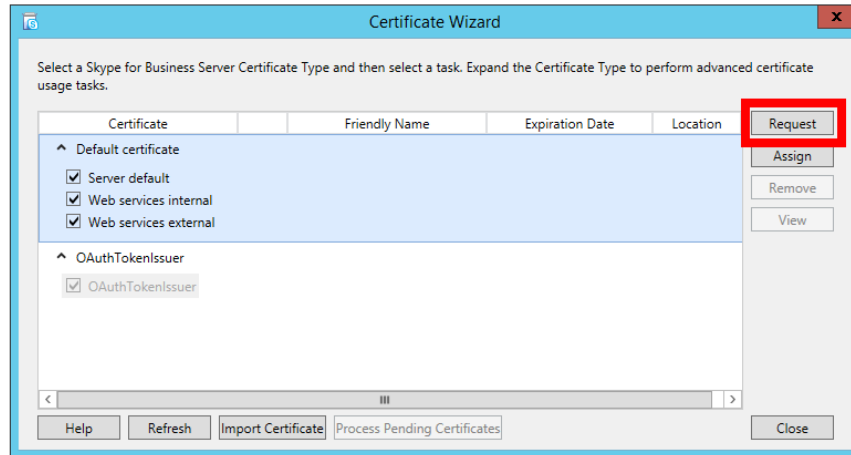 Certificate Wizard
x
Select a Skype for Business Server Certificate Type and then select a task. Expand the Certificate Type to perform advanced certificate
usage tasks.
Certificate Friendly Name Expiration Date Location Request
Default certificate Assign
Server default Remove
Web services internal
Web services external View
OAuthTokenIssuer
OAuthTokenIssuer
Help Refresh Import Certificate Process Pending Certificates Close